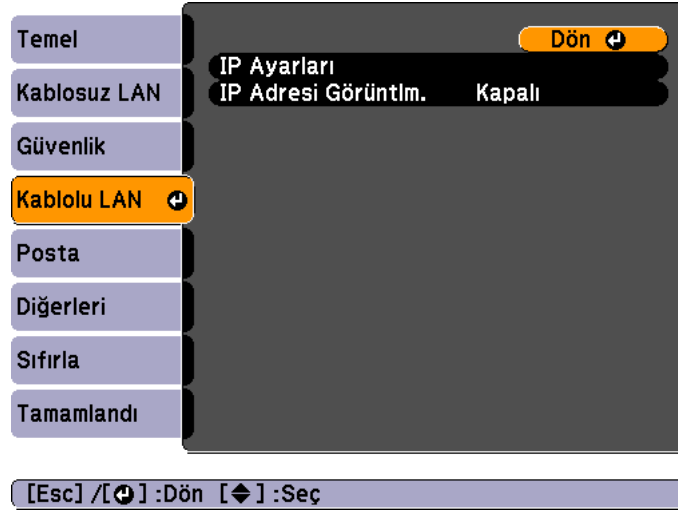 Temel
Kablosuz LAN
Güvenlik
Kablolu LAN
Posta
Diğerleri
Sıfırla
Tamamlandı
Dön
IP Ayarları
IP Adresi Görüntlm. Kapalı
[Esc] /[ ] :Dön [ ] :Seç